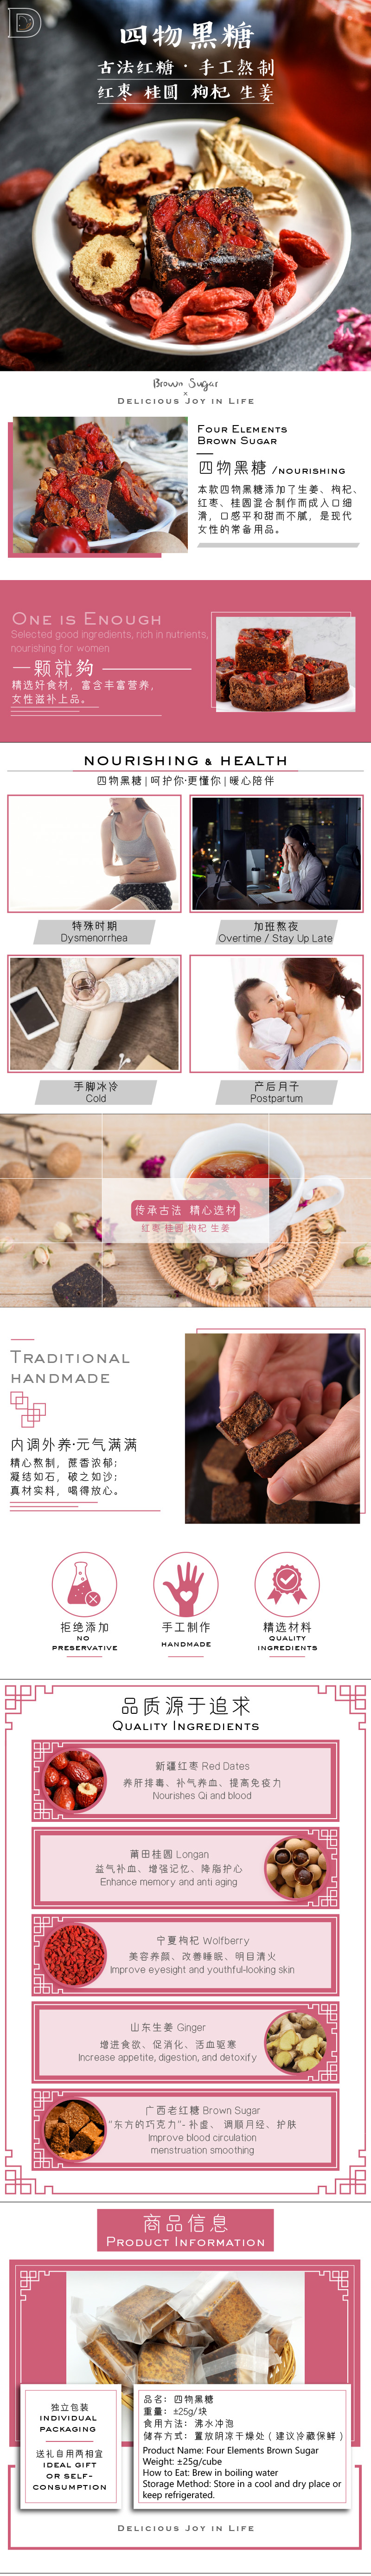 D
四物黑糖
古法红糖·手工熬制
红枣 桂圆 枸杞 生姜
Brown Sugar
×
DELICIOUS JOY IN LIFE
FOUR ELEMENTS
BROWN SUGAR
四物黑糖 /NOURISHING
本款四物黑糖添加了生姜、枸杞、
红枣、桂圆混合制作而成入口细
滑，口感平和甜而不腻，是现代
女性的常备用品。
ONE IS ENOUGH
Selected good ingredients, rich in nutrients,
nourishing for women
一颗就夠
精选好食材，富含丰富营养，
女性滋补上品。
NOURISHING & HEALTH
四物黑糖 | 呵护你·更懂你 | 暖心陪伴
特殊时期
Dysmenorrhea
加班熬夜
Overtime / Stay Up Late
手脚冰冷
Cold
产后月子
Postpartum
传承古法 精心选材
红枣 桂圆 枸杞 生姜
TRADITIONAL
HANDMADE
内调外养·元气满满
精心熬制，蔗香浓郁；
凝结如石，破之如沙；
真材实料，喝得放心。
拒绝添加
NO
PRESERVATIVE
手工制作
HANDMADE
精选材料
QUALITY
INGREDIENTS
品质源于追求
QUALITY INGREDIENTS
新疆红枣 Red Dates
养肝排毒、补气养血、提高免疫力
Nourishes Qi and blood
莆田桂圆 Longan
益气补血、增强记忆、降脂护心
Enhance memory and anti aging
宁夏枸杞 Wolfberry
美容养颜、改善睡眠、明目清火
Improve eyesight and youthful-looking skin
山东生姜 Ginger
增进食欲、促消化、活血驱寒
Increase appetite, digestion, and detoxify
广西老红糖 Brown Sugar
"东方的巧克力"- 补虚、 调顺月经、护肤
Improve blood circulation
menstruation smoothing
商品信息
PRODUCT INFORMATION
独立包装
INDIVIDUAL
PACKAGING
送礼自用两相宜
IDEAL GIFT
OR SELF-
CONSUMPTION
品名：四物黑糖
重量：±25g/块
食用方法：沸水冲泡
储存方式：置放阴凉干燥处（建议冷藏保鲜）
Product Name: Four Elements Brown Sugar
Weight: ±25g/cube
How to Eat: Brew in boiling water
Storage Method: Store in a cool and dry place or
keep refrigerated.
DELICIOUS JOY IN LIFE